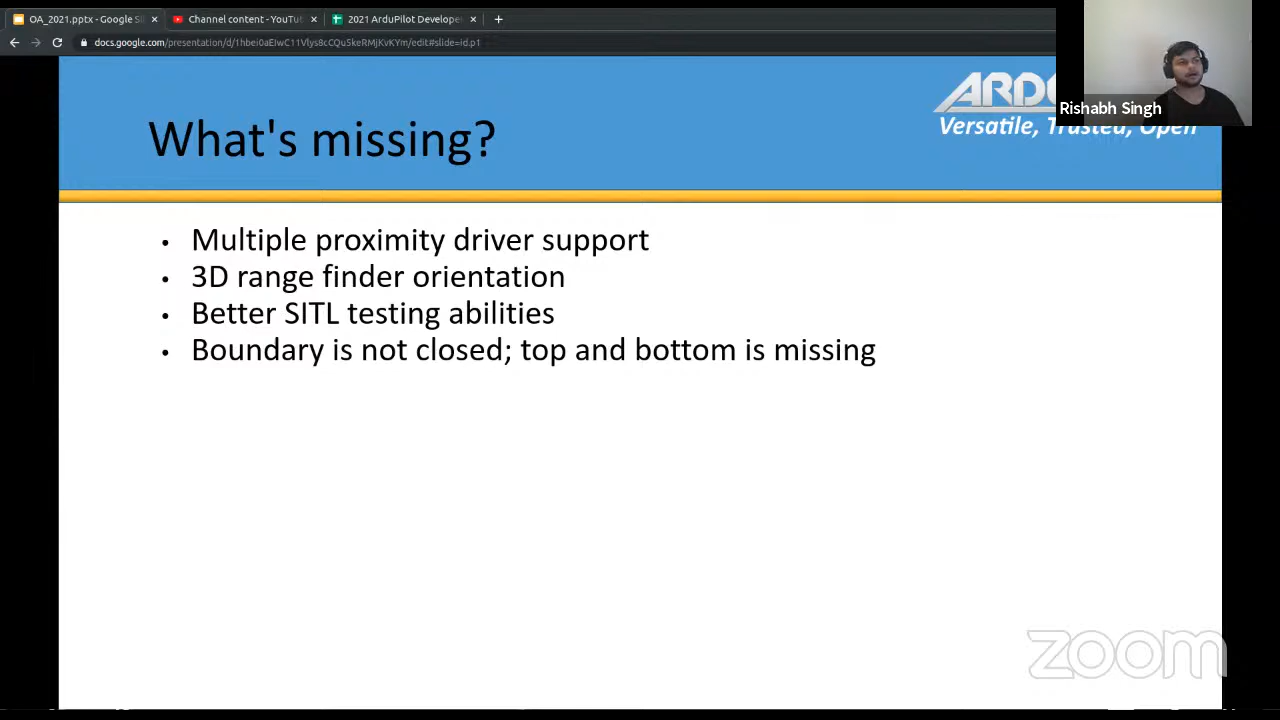 OA_2021.pptx - Google Sl
Channel content - YouTu
2021 ArduPilot Develope
docs.google.com/presentation/d/1hbei0aEIwC11Vlys8cCQu5keRMjKvKYm/edit#slide=id.p1
Rishabh Singh
ARDU
Versatile, Trusted, Open
What's missing?
• Multiple proximity driver support
• 3D range finder orientation
• Better SITL testing abilities
• Boundary is not closed; top and bottom is missing
zoom